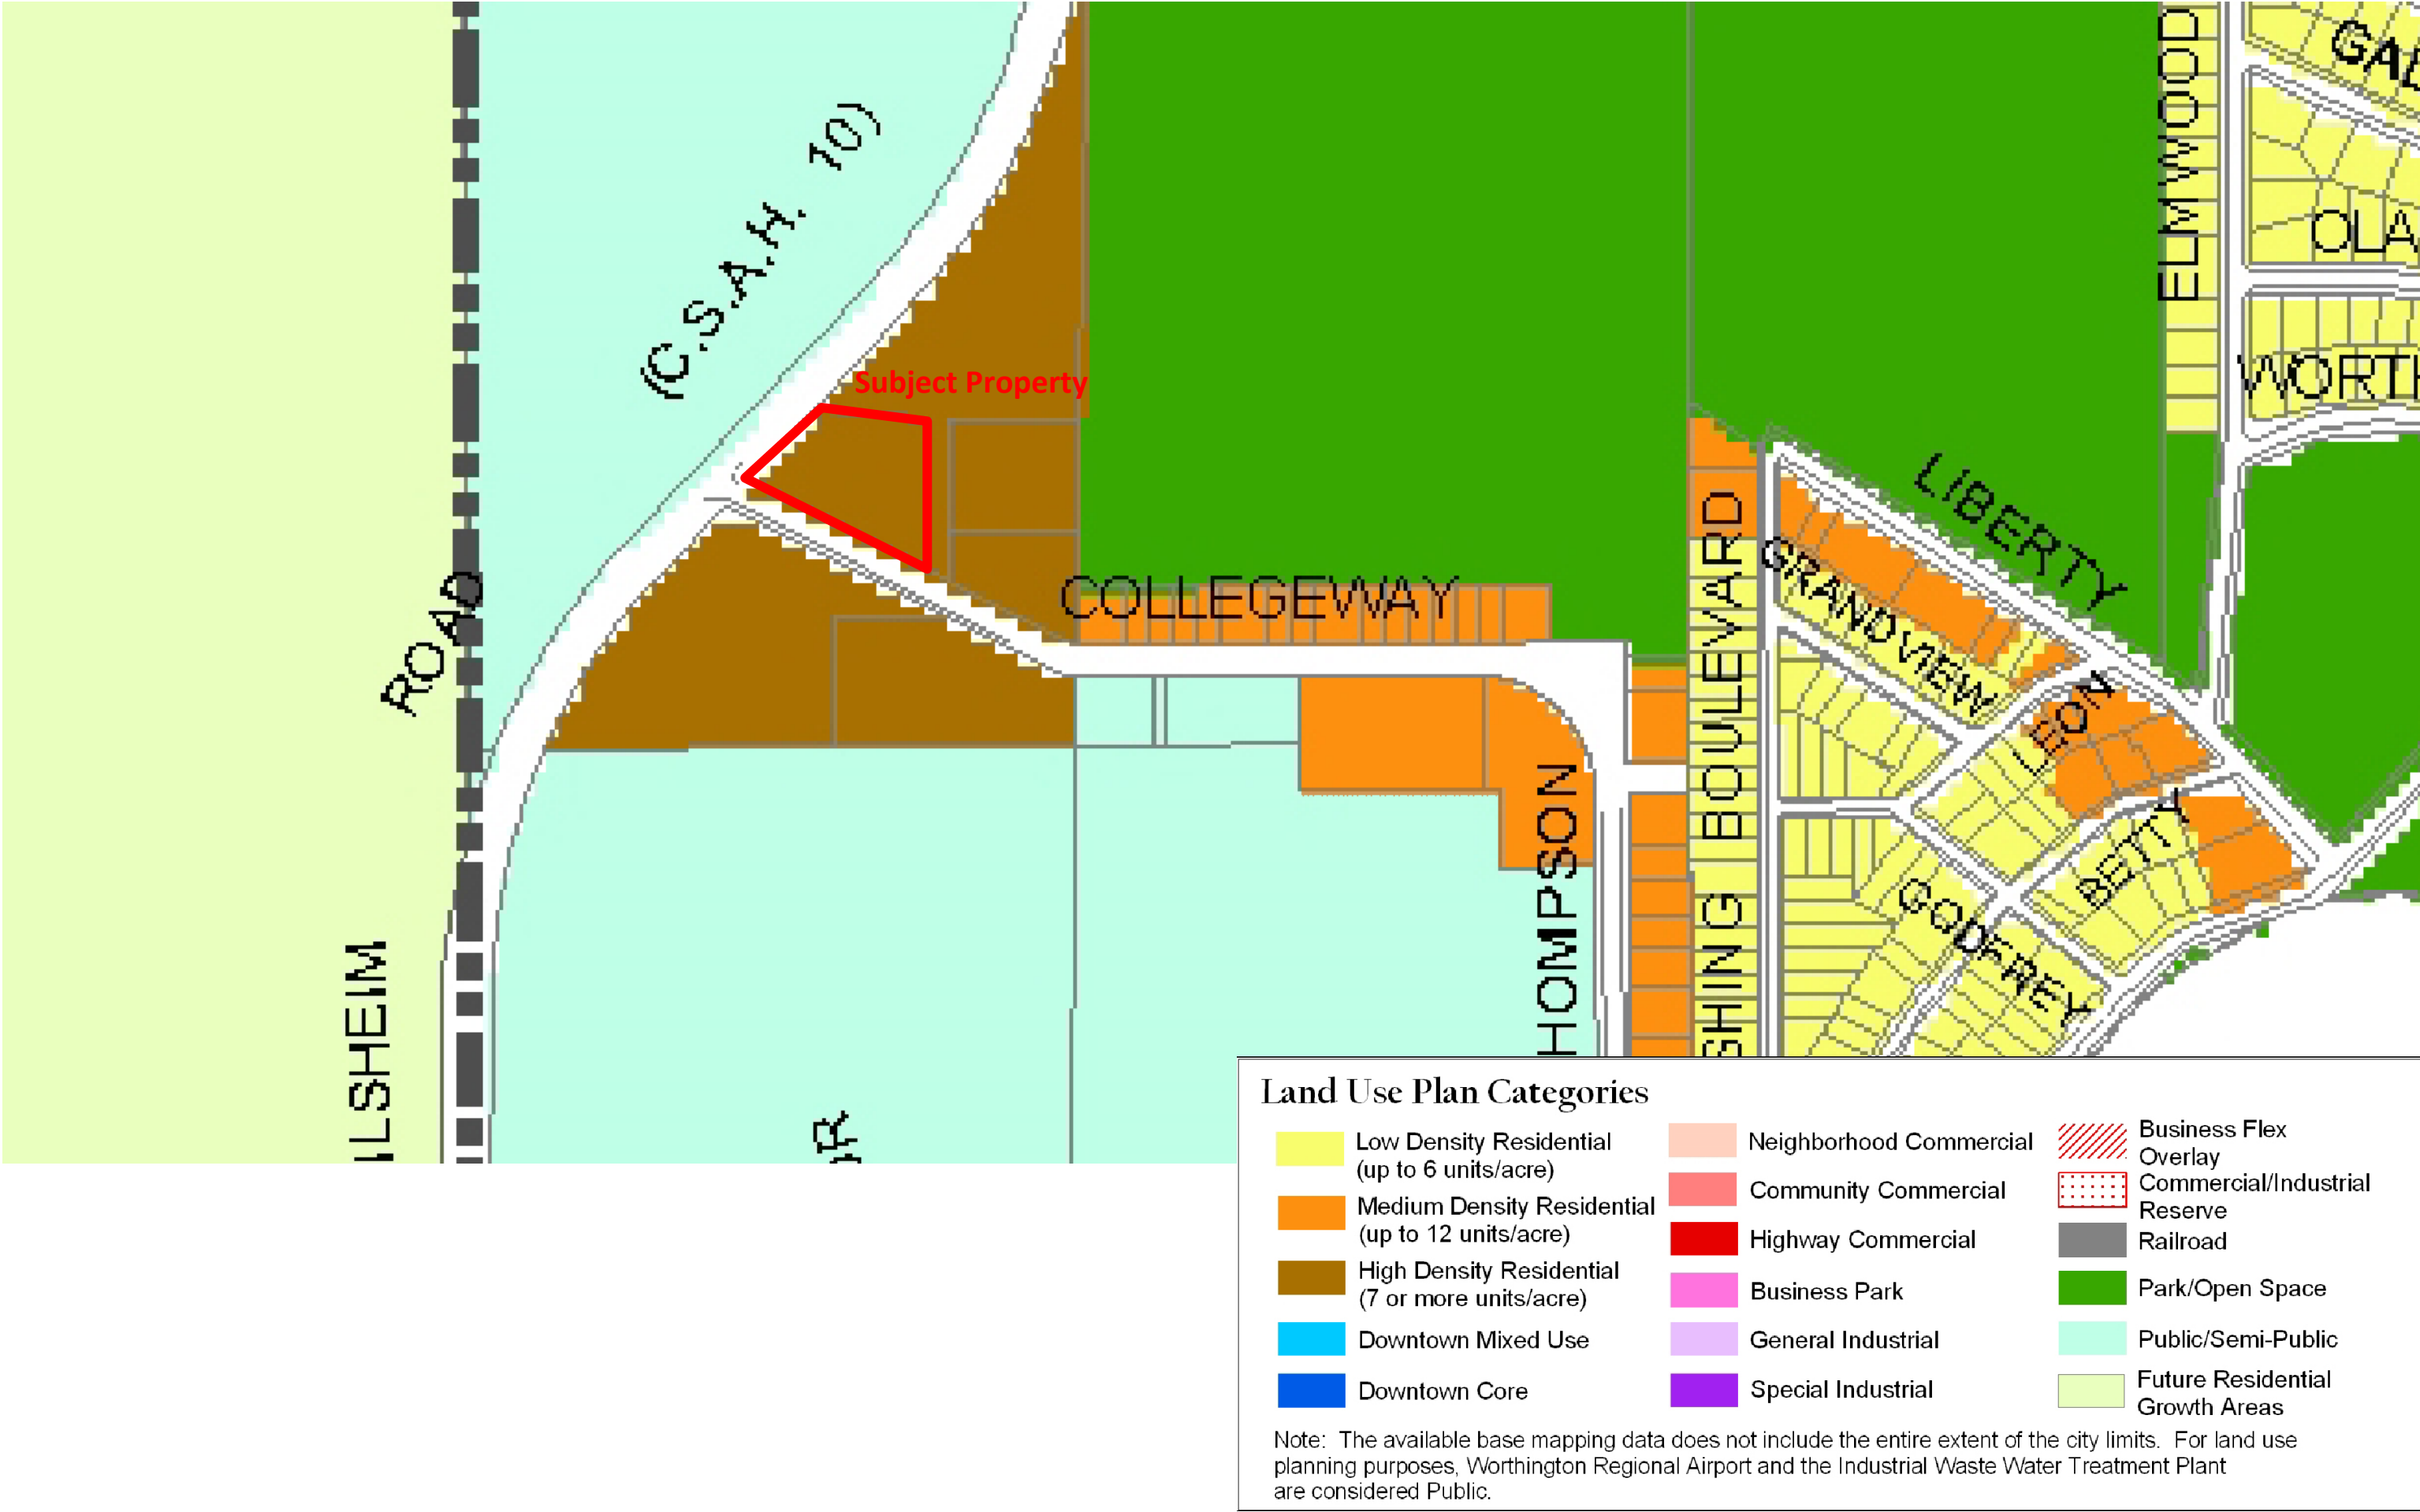 GAL
ELMWOOD
(C.S.A.H. 10)
OLA
WORTH
Subject Property
LIBERTY
COLLEGEWAY
GRANDVIEW
ROAD
LEON
SHING BOULEVARD
HOMPSON
BETTY
GODFREY
LSHEIM
OR
Land Use Plan Categories
Low Density Residential
(up to 6 units/acre)
Medium Density Residential
(up to 12 units/acre)
High Density Residential
(7 or more units/acre)
Downtown Mixed Use
Downtown Core
Neighborhood Commercial
Community Commercial
Highway Commercial
Business Park
General Industrial
Special Industrial
Business Flex
Overlay
Commercial/Industrial
Reserve
Railroad
Park/Open Space
Public/Semi-Public
Future Residential
Growth Areas
Note: The available base mapping data does not include the entire extent of the city limits. For land use
planning purposes, Worthington Regional Airport and the Industrial Waste Water Treatment Plant
are considered Public.